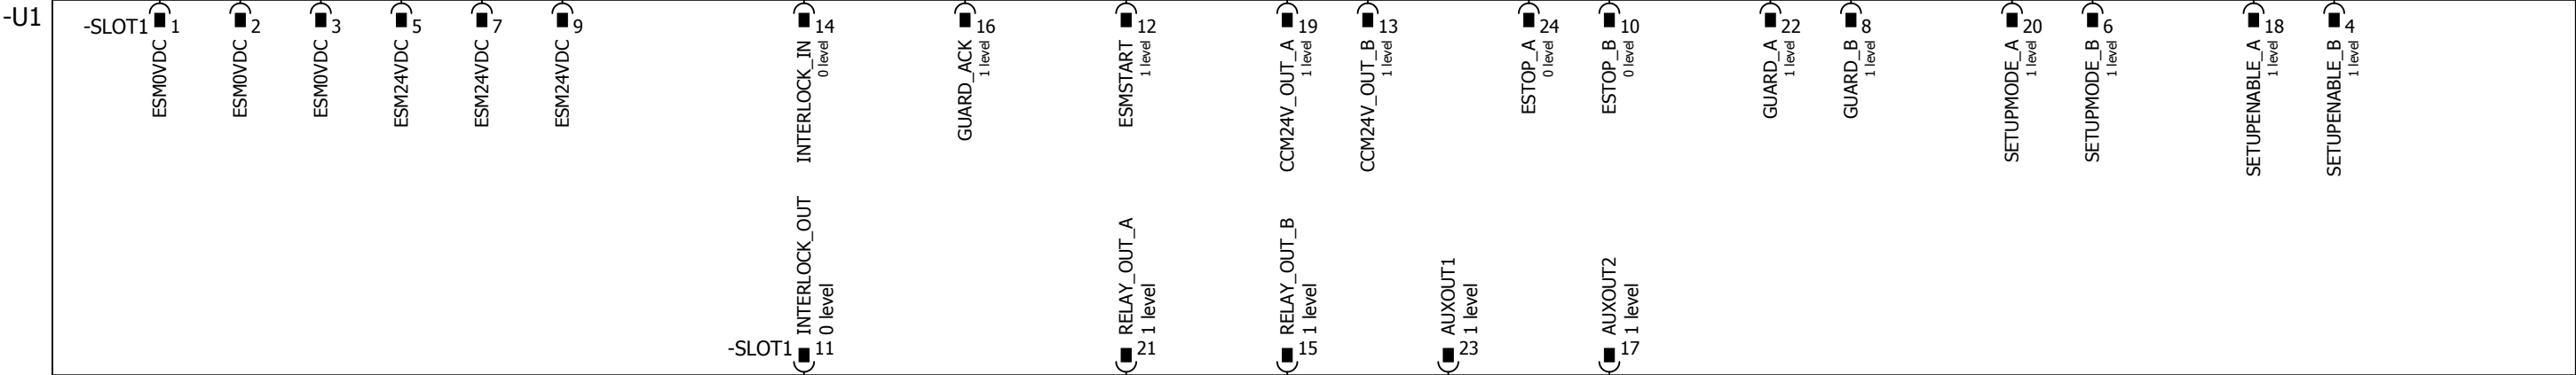 -U1
-SLOT1
1
ESM0VDC
2
ESM0VDC
3
ESM0VDC
5
ESM24VDC
7
ESM24VDC
9
ESM24VDC
14
INTERLOCK_IN
0 level
16
GUARD_ACK
1 level
12
ESMSTART
1 level
19
CCM24V_OUT_A
1 level
13
CCM24V_OUT_B
1 level
24
ESTOP_A
0 level
10
ESTOP_B
0 level
22
GUARD_A
1 level
8
GUARD_B
1 level
20
SETUPMODE_A
1 level
6
SETUPMODE_B
1 level
18
SETUPENABLE_A
1 level
4
SETUPENABLE_B
1 level
-SLOT1
INTERLOCK_OUT
0 level
11
RELAY_OUT_A
1 level
21
RELAY_OUT_B
1 level
15
AUXOUT1
1 level
23
AUXOUT2
1 level
17